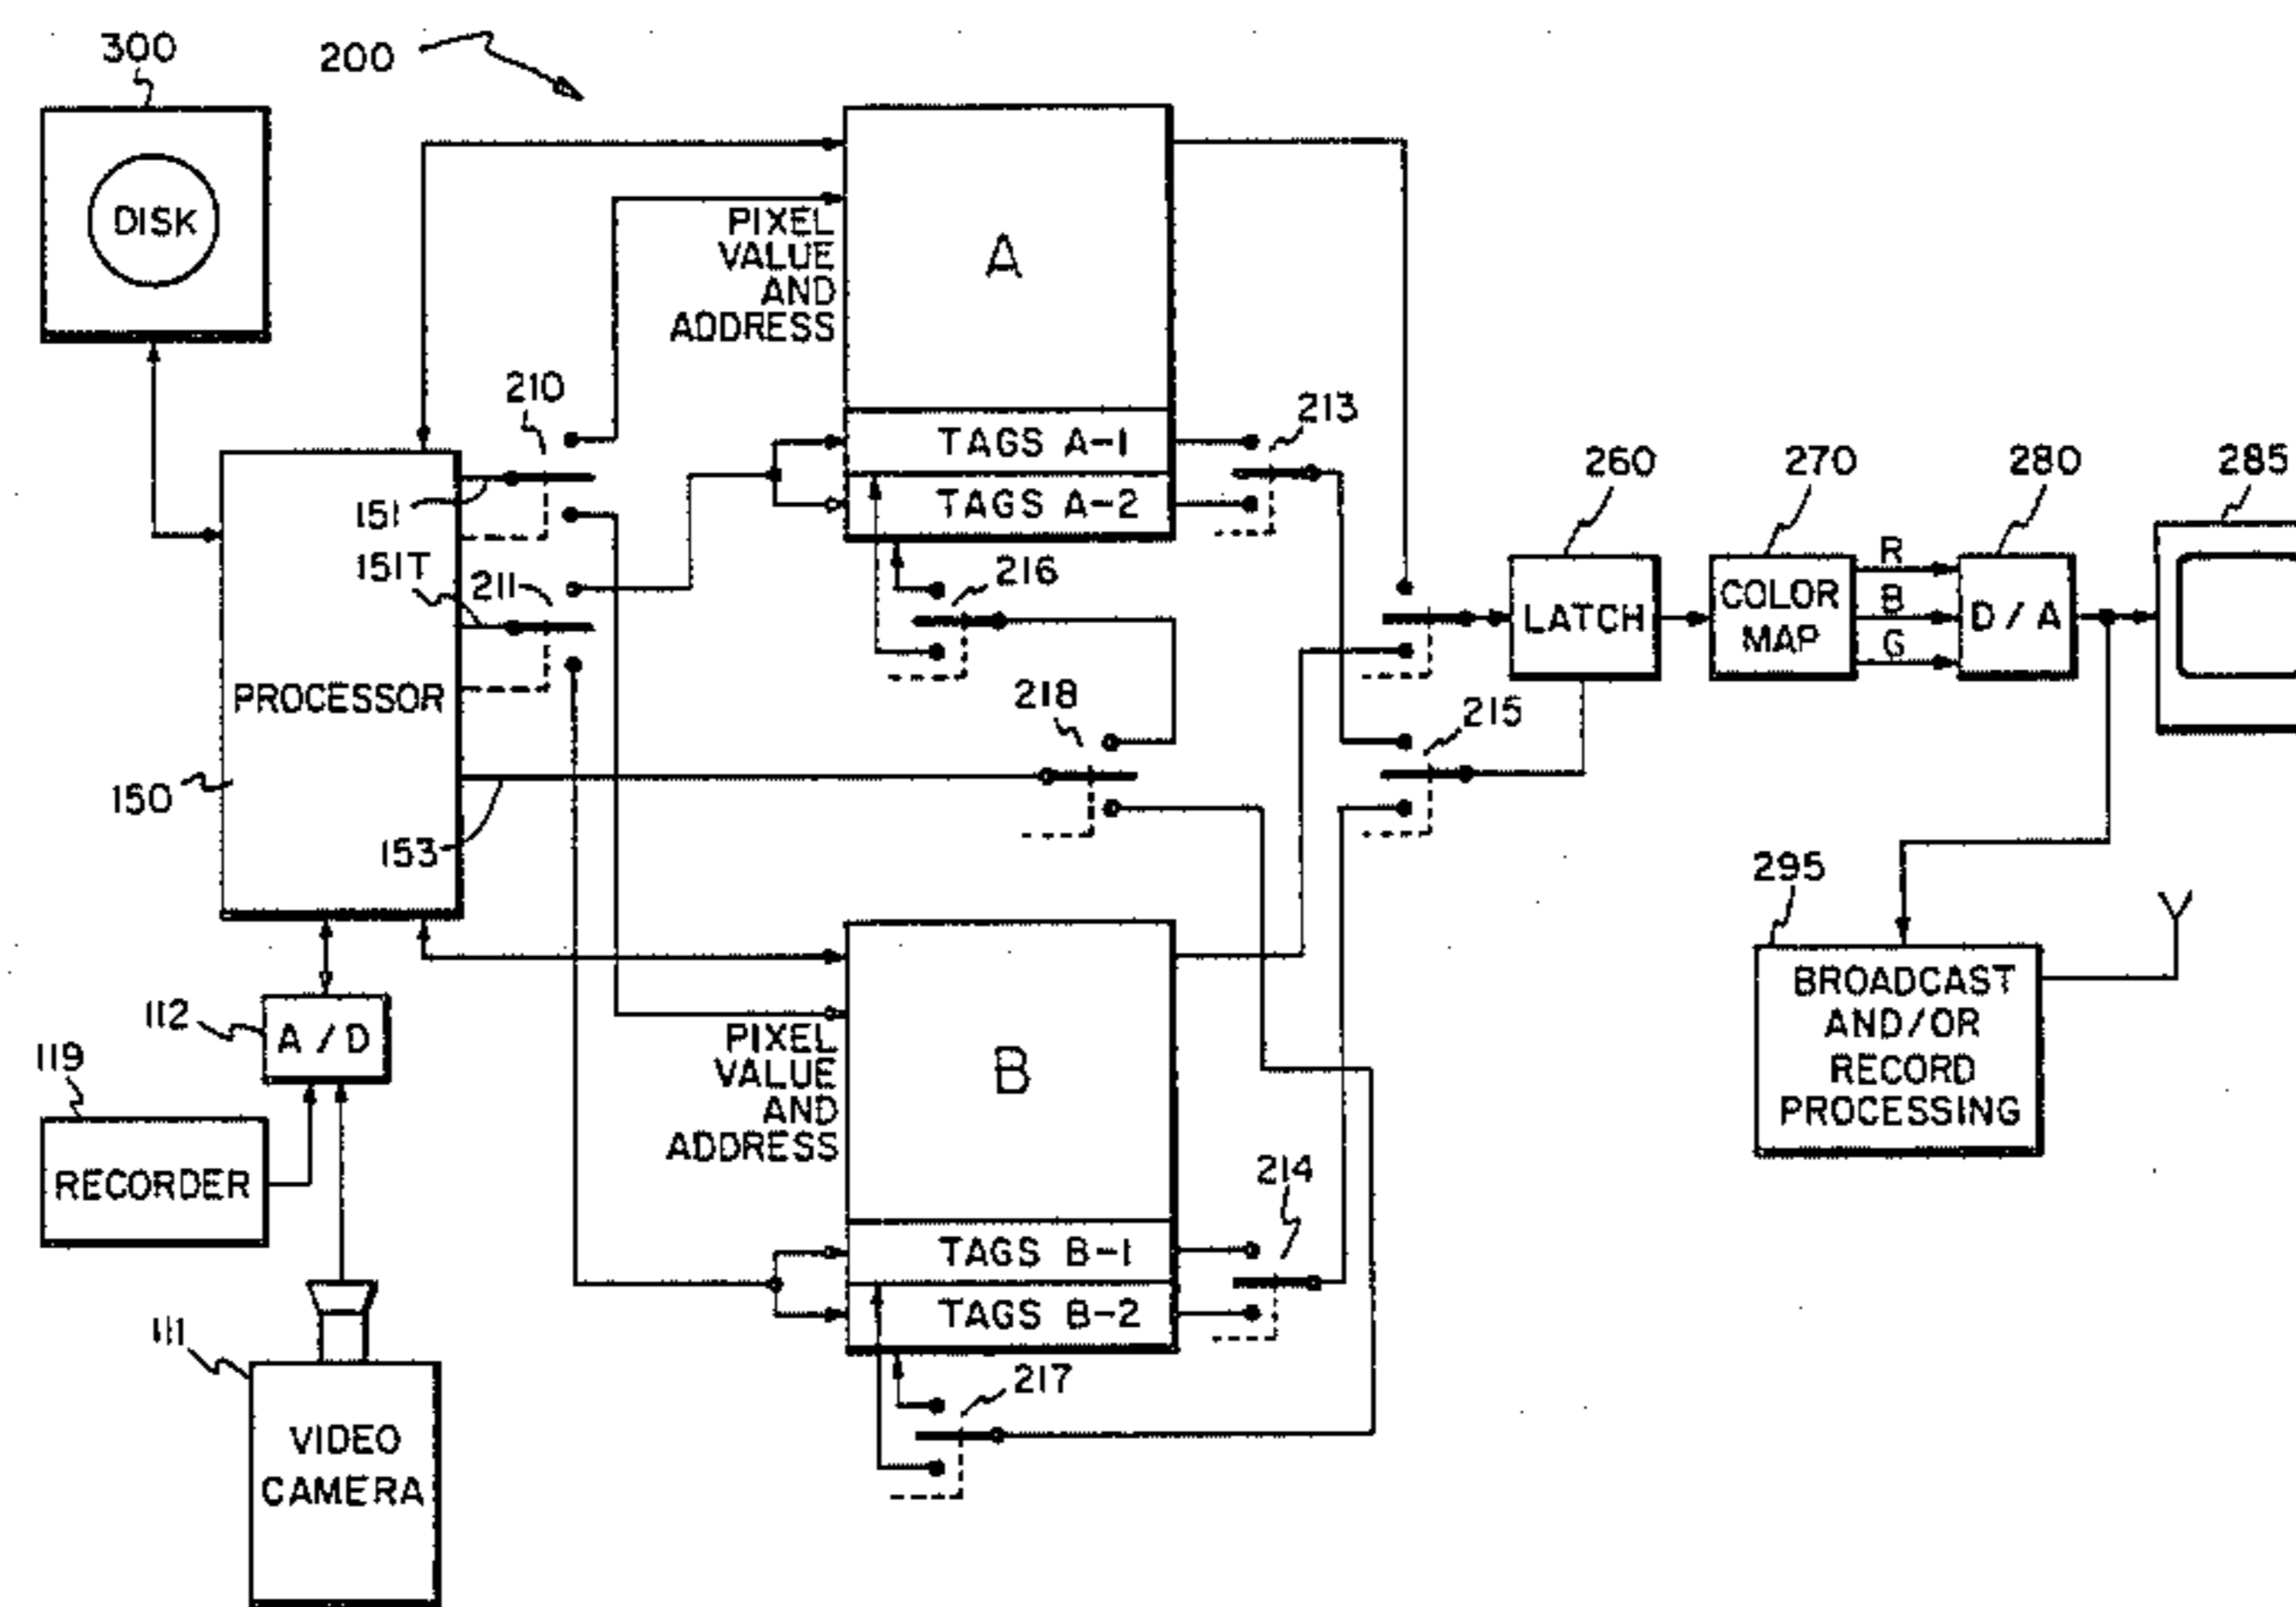 300
200
DISK
PIXEL
VALUE
AND
ADDRESS
A
210
213
TAGS A-1
TAGS A-2
151
151T
211
216
260
270
280
285
LATCH
COLOR
MAP
R
B
G
D/A
PROCESSOR
218
215
150
153
295
BROADCAST
AND/OR
RECORD
PROCESSING
112
A/D
119
RECORDER
PIXEL
VALUE
AND
ADDRESS
B
214
TAGS B-1
TAGS B-2
111
217
VIDEO
CAMERA